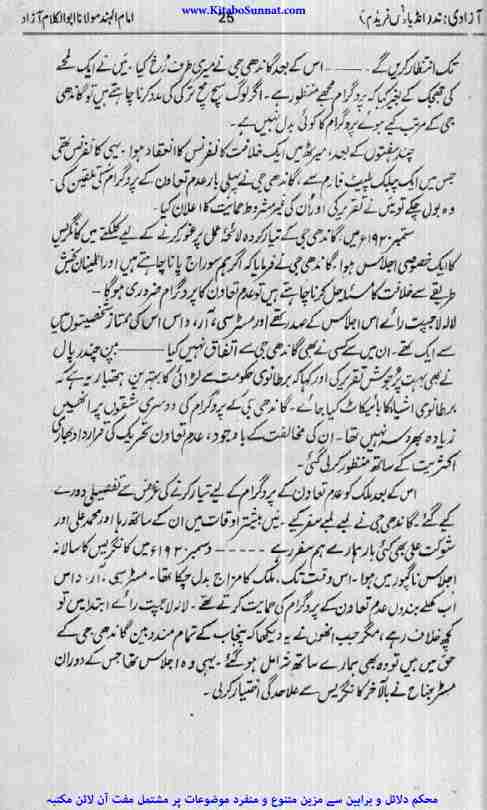 www.KitaboSunnat.com
آزادی: نذر انڈیا (نس فریڈم) 25 امام الہند مولانا ابوالکلام آزاد
تک انتظار کریں گے۔ ——— اس کے بعد گاندھی جی نے میری طرف رُخ کیا۔ میں نے ایک لمحے
کی جھجک کے بغیر کہا کہ یہ پروگرام مجھے منظور ہے۔ اگر لوگ سچ مچ ترکی کی مدد کرنا چاہتے ہیں تو گاندھی
جی کے مرتب کیے ہوئے پروگرام کا کوئی بدل نہیں ہے۔
چند ہفتوں کے بعد، میرٹھ میں ایک خلافت کانفرنس کا انعقاد ہوا۔ یہی کانفرنس تھی
جس میں ایک پبلک پلیٹ فارم سے، گاندھی جی نے پہلی بار عدم تعاون کے پروگرام کی تلقین کی۔
وہ بول چکے تو میں نے تقریر کی اور اُن کی غیر مشروط حمایت کا اعلان کیا۔
ستمبر ۱۹۲۰ء میں، گاندھی جی کے تیار کردہ لائحۂ عمل پر غور کرنے کے لیے کلکتے میں کانگریس
کا ایک خصوصی اجلاس ہوا۔ گاندھی جی نے فرمایا کہ اگر ہم سوراج پانا چاہتے ہیں اور اطمینان بخش
طریقے سے خلافت کا مسئلہ حل کرنا چاہتے ہیں تو عدم تعاون کا پروگرام ضروری ہوگا۔
لالہ لاجپت رائے اس اجلاس کے صدر تھے اور مسٹر سی، آر، داس اس کی ممتاز شخصیتوں میں
سے ایک تھے۔ ان میں کے کسی نے بھی گاندھی جی سے اتفاق نہیں کیا ——— بپن چندر پال
نے بھی بہت پُرجوش تقریر کی اور کہا کہ برطانوی حکومت سے لڑائی کا بہترین ہتھیار یہ ہے کہ
برطانوی اشیا کا بائیکاٹ کیا جائے۔ گاندھی جی کے پروگرام کی دوسری شقوں پر انھیں
زیادہ بھروسہ نہیں تھا۔ ان کی مخالفت کے باوجود، عدم تعاون تحریک کی قرارداد بھاری
اکثریت کے ساتھ منظور کرلی گئی۔
اس کے بعد ملک کو عدم تعاون کے پروگرام کے لیے تیار کرنے کی غرض سے تفصیلی دورے
کیے گئے۔ گاندھی جی نے لمبے لمبے سفر کیے۔ میں بیشتر اوقات میں ان کے ساتھ رہا اور محمد علی اور
شوکت علی بھی کئی بار ہمارے ہم سفر رہے ----- دسمبر ۱۹۲۰ء میں کانگریس کا سالانہ
اجلاس ناگپور میں ہوا۔ اس وقت تک، ملک کا مزاج بدل چکا تھا۔ مسٹر سی، آر، داس
اب کھلے بندوں عدم تعاون کے پروگرام کی حمایت کرتے تھے۔ لالہ لاجپت رائے ابتدا میں تو
کچھ خلاف رہے، مگر جب انھوں نے یہ دیکھا کہ پنجاب کے تمام مندوبین گاندھی جی کے
حق میں ہیں تو وہ بھی ہمارے ساتھ شامل ہوگئے۔ یہی وہ اجلاس تھا جس کے دوران
مسٹر جناح نے بالآخر کانگریس سے علاحدگی اختیار کرلی۔
محکم دلائل و براہین سے مزین متنوع و منفرد موضوعات پر مشتمل مفت آن لائن مکتبہ